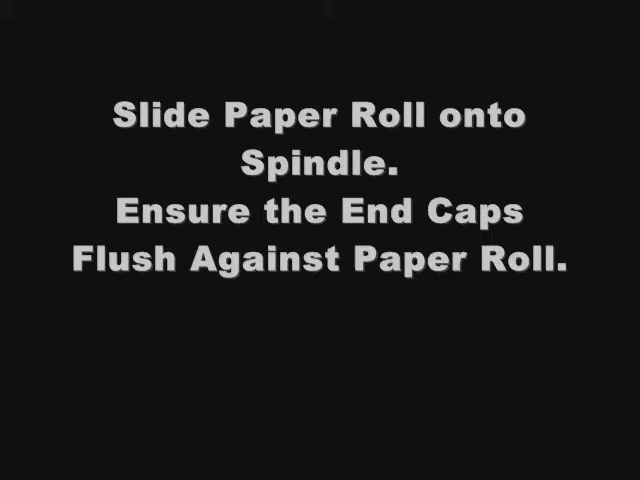 Slide Paper Roll onto
Spindle.
Ensure the End Caps
Flush Against Paper Roll.